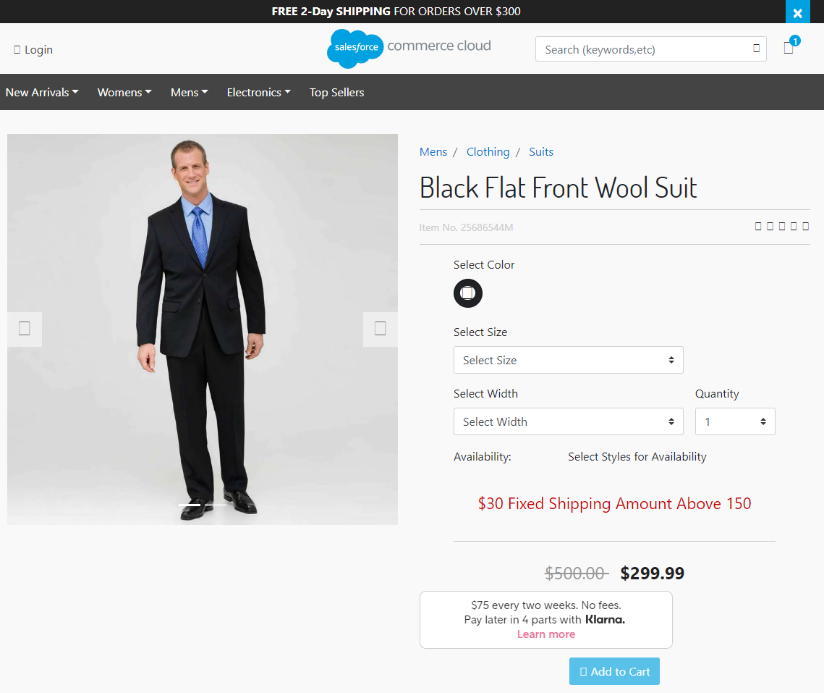 FREE 2-Day SHIPPING FOR ORDERS OVER $300
Login
salesforce commerce cloud
Search (keywords,etc)
1
New Arrivals
Womens
Mens
Electronics
Top Sellers
Mens / Clothing / Suits
Black Flat Front Wool Suit
Item No. 25686544M
Select Color
Select Size
Select Size
Select Width
Quantity
Select Width
1
Availability:
Select Styles for Availability
$30 Fixed Shipping Amount Above 150
$500.00 $299.99
$75 every two weeks. No fees.
Pay later in 4 parts with Klarna.
Learn more
Add to Cart